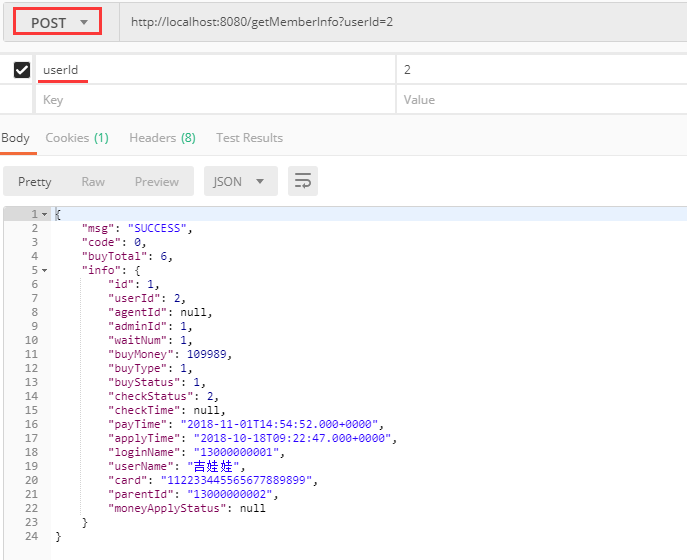 POST http://localhost:8080/getMemberInfo?userId=2
userId 2
Key Value
Body Cookies (1) Headers (8) Test Results
Pretty Raw Preview JSON
1 {
2 "msg": "SUCCESS",
3 "code": 0,
4 "buyTotal": 6,
5 "info": {
6 "id": 1,
7 "userId": 2,
8 "agentId": null,
9 "adminId": 1,
10 "waitNum": 1,
11 "buyMoney": 109989,
12 "buyType": 1,
13 "buyStatus": 1,
14 "checkStatus": 2,
15 "checkTime": null,
16 "payTime": "2018-11-01T14:54:52.000+0000",
17 "applyTime": "2018-10-18T09:22:47.000+0000",
18 "loginName": "13000000001",
19 "userName": "吉娃娃",
20 "card": "112233445565677889899",
21 "parentId": "13000000002",
22 "moneyApplyStatus": null
23 }
24 }